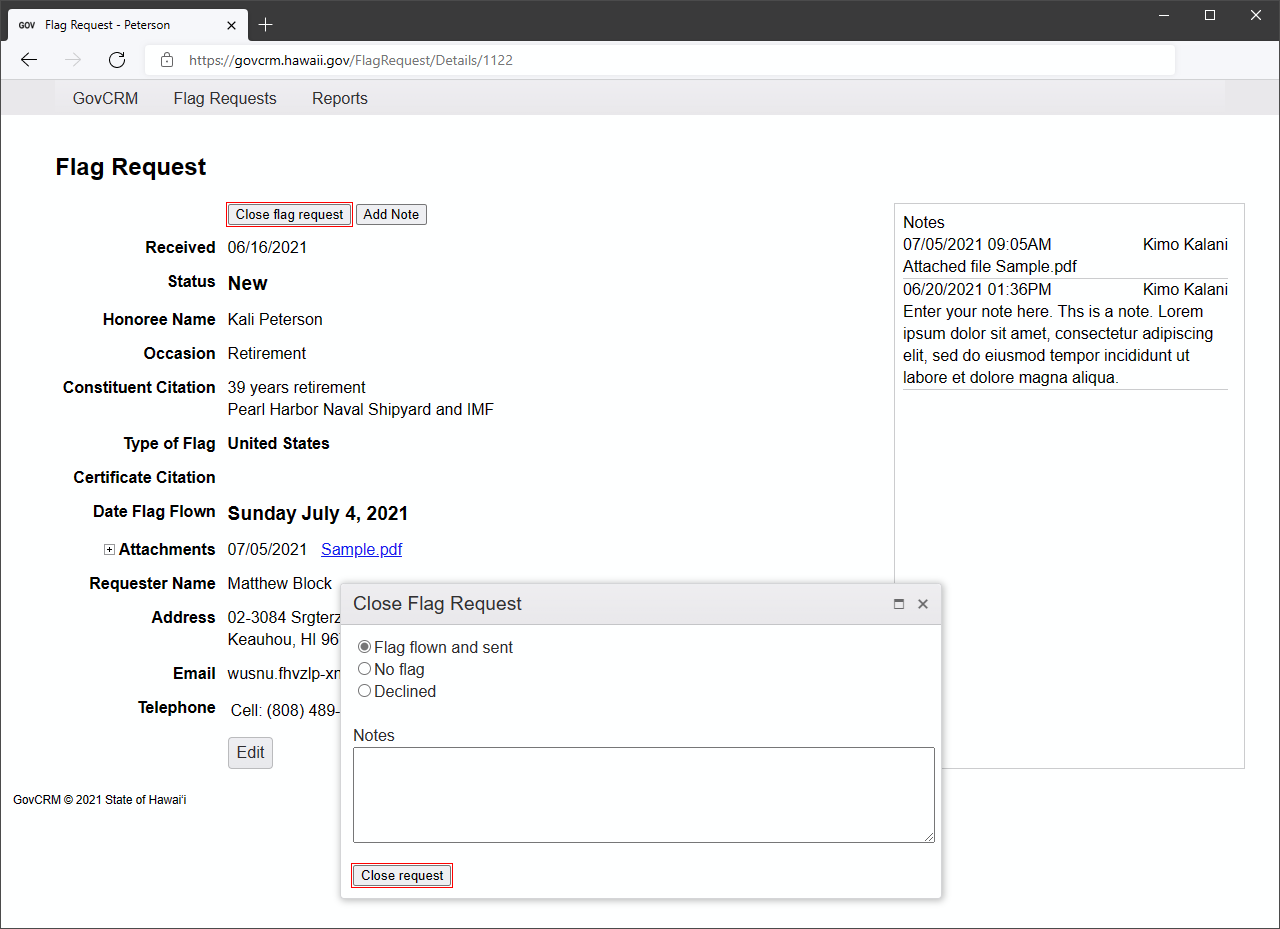 GOV Flag Request - Peterson
https://govcrm.hawaii.gov/FlagRequest/Details/1122
GovCRM Flag Requests Reports
Flag Request
Close flag request Add Note
Received 06/16/2021
Status New
Honoree Name Kali Peterson
Occasion Retirement
Constituent Citation 39 years retirement
Pearl Harbor Naval Shipyard and IMF
Type of Flag United States
Certificate Citation
Date Flag Flown Sunday July 4, 2021
Attachments 07/05/2021 Sample.pdf
Requester Name Matthew Block
Address 02-3084 Srgterz
Keauhou, HI 967
Email wusnu.fhvzlp-xn
Telephone Cell: (808) 489-
Edit
Notes
07/05/2021 09:05AM Kimo Kalani
Attached file Sample.pdf
06/20/2021 01:36PM Kimo Kalani
Enter your note here. Ths is a note. Lorem
ipsum dolor sit amet, consectetur adipiscing
elit, sed do eiusmod tempor incididunt ut
labore et dolore magna aliqua.
Close Flag Request
Flag flown and sent
No flag
Declined
Notes
Close request
GovCRM © 2021 State of Hawaiʻi